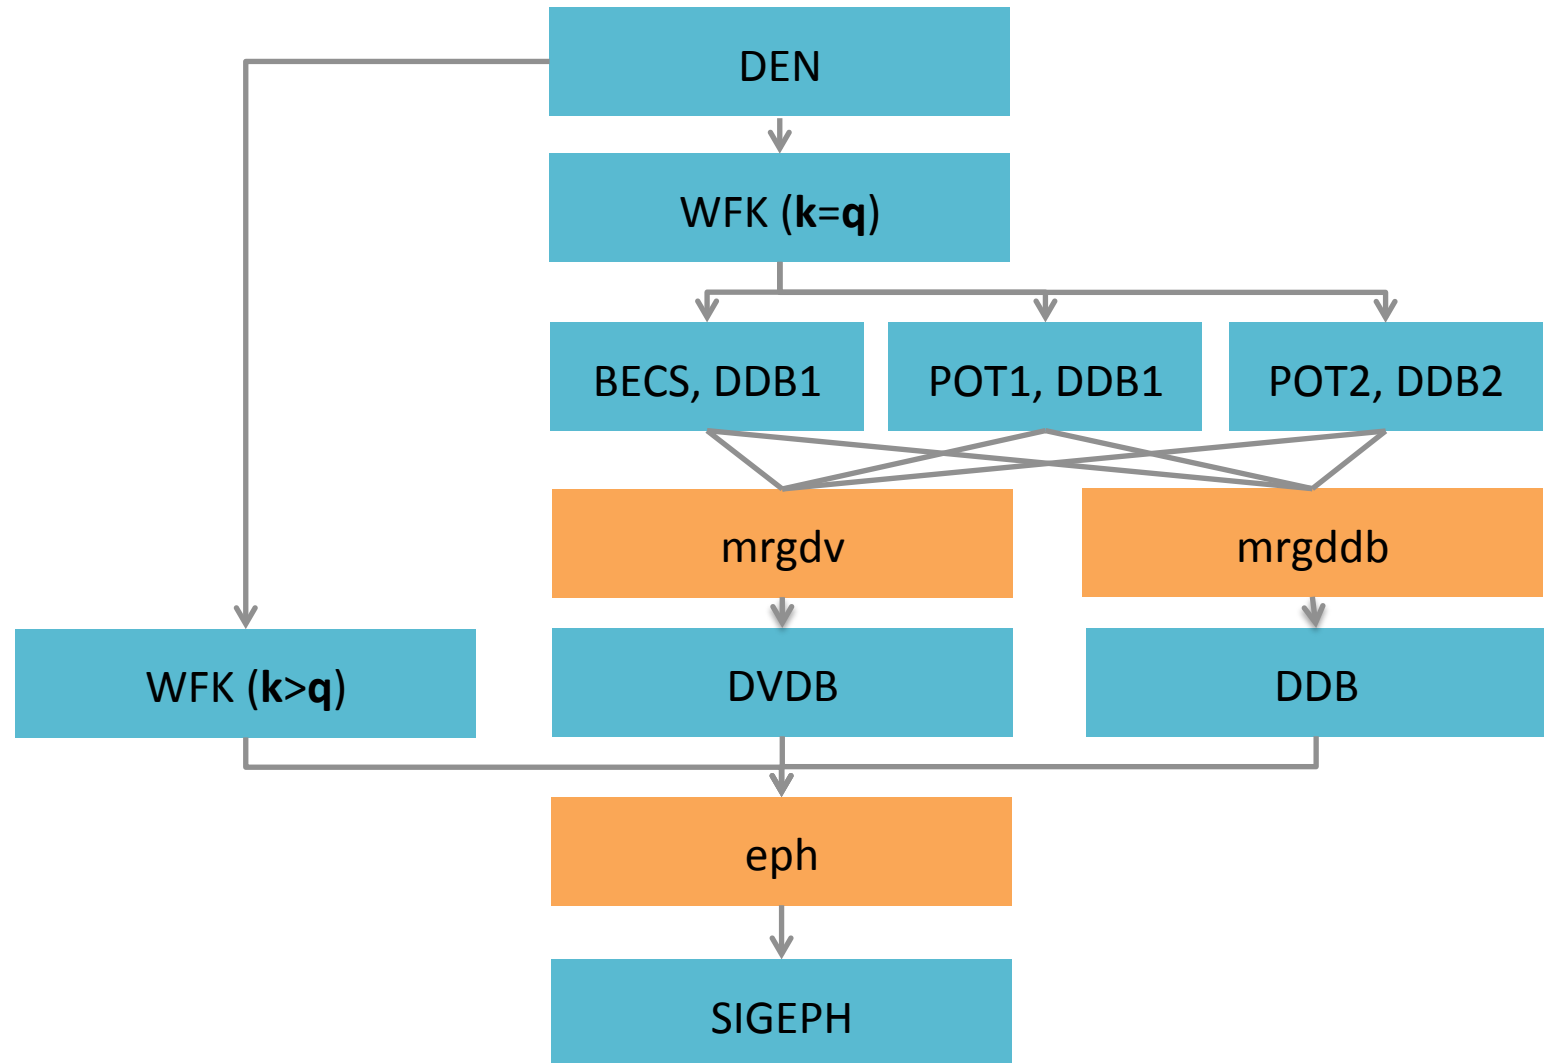 DEN
WFK (k=q)
BECS, DDB1
POT1, DDB1
POT2, DDB2
mrgdv
mrgddb
WFK (k>q)
DVDB
DDB
eph
SIGEPH